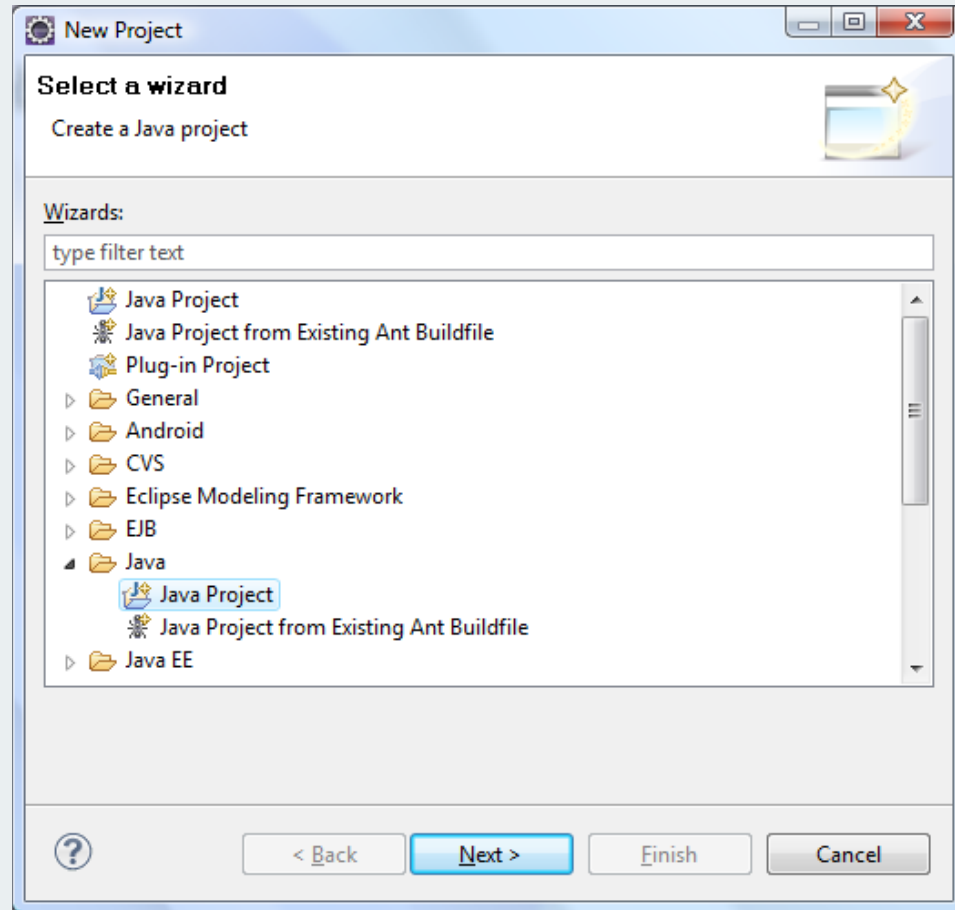 New Project
Select a wizard
Create a Java project
Wizards:
type filter text
Java Project
Java Project from Existing Ant Buildfile
Plug-in Project
General
Android
CVS
Eclipse Modeling Framework
EJB
Java
Java Project
Java Project from Existing Ant Buildfile
Java EE
< Back Next > Finish Cancel